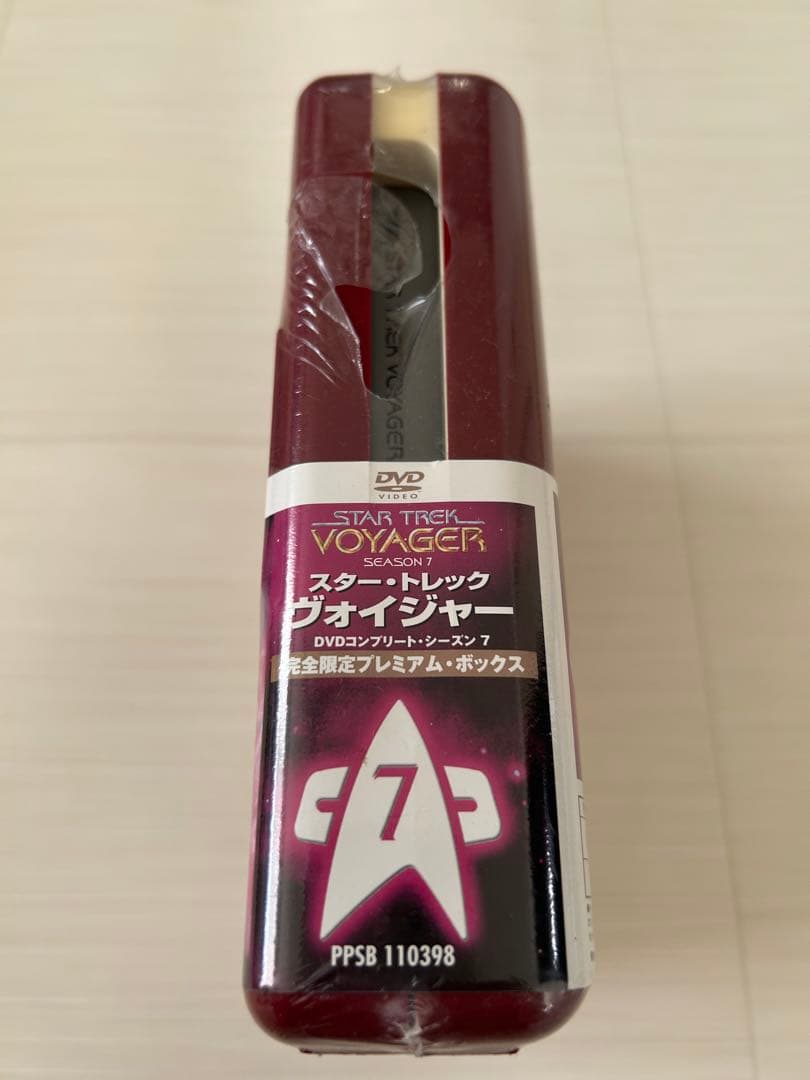 STAR TREK VOYAGER
DVD
VIDEO
STAR TREK
VOYAGER
SEASON 7
スター・トレック
ヴォイジャー
DVDコンプリート・シーズン 7
完全限定プレミアム・ボックス
7
PPSB 110398